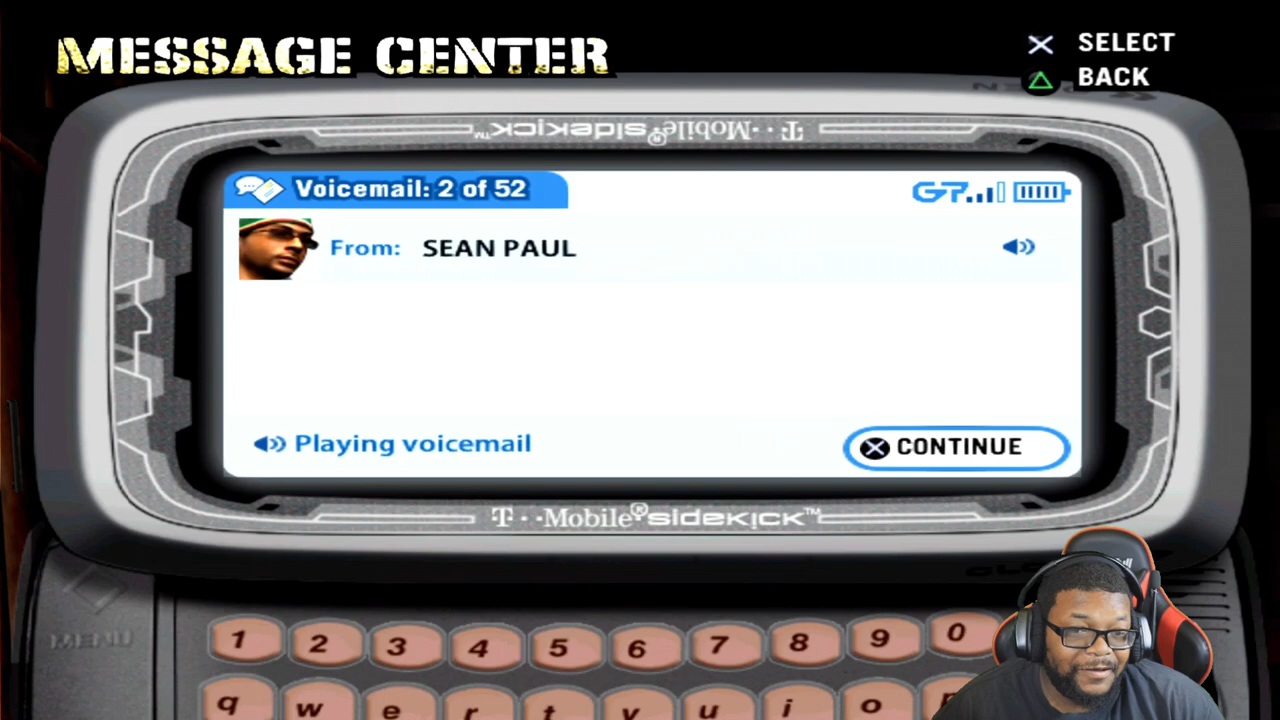 MESSAGE CENTER
SELECT
BACK
T··Mobile®sidekick™
Voicemail: 2 of 52
From: SEAN PAUL
Playing voicemail
CONTINUE
T··Mobile®sidekick™
MENU
1 2 3 4 5 6 7 8 9 0
q w e r t y u i o